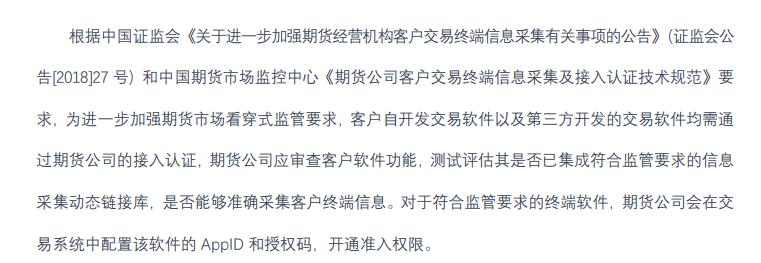 根据中国证监会《关于进一步加强期货经营机构客户交易终端信息采集有关事项的公告》(证监会公
告[2018]27 号) 和中国期货市场监控中心《期货公司客户交易终端信息采集及接入认证技术规范》要
求，为进一步加强期货市场看穿式监管要求，客户自开发交易软件以及第三方开发的交易软件均需通
过期货公司的接入认证，期货公司应审查客户软件功能，测试评估其是否已集成符合监管要求的信息
采集动态链接库，是否能够准确采集客户终端信息。对于符合监管要求的终端软件，期货公司会在交
易系统中配置该软件的 AppID 和授权码，开通准入权限。